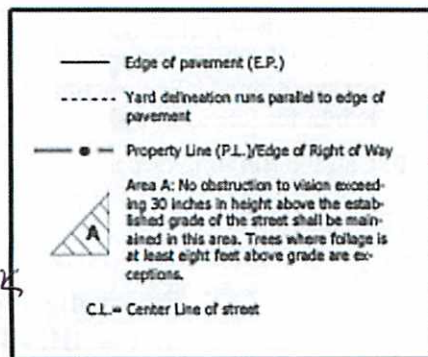 Edge of pavement (E.P.)
Yard delineation runs parallel to edge of
pavement
Property Line (P.L.)/Edge of Right of Way
Area A: No obstruction to vision exceed-
ing 30 inches in height above the estab-
lished grade of the street shall be main-
ained in this area. Trees where foliage is
at least eight feet above grade are ex-
ceptions.
A
C.L.= Center Line of street